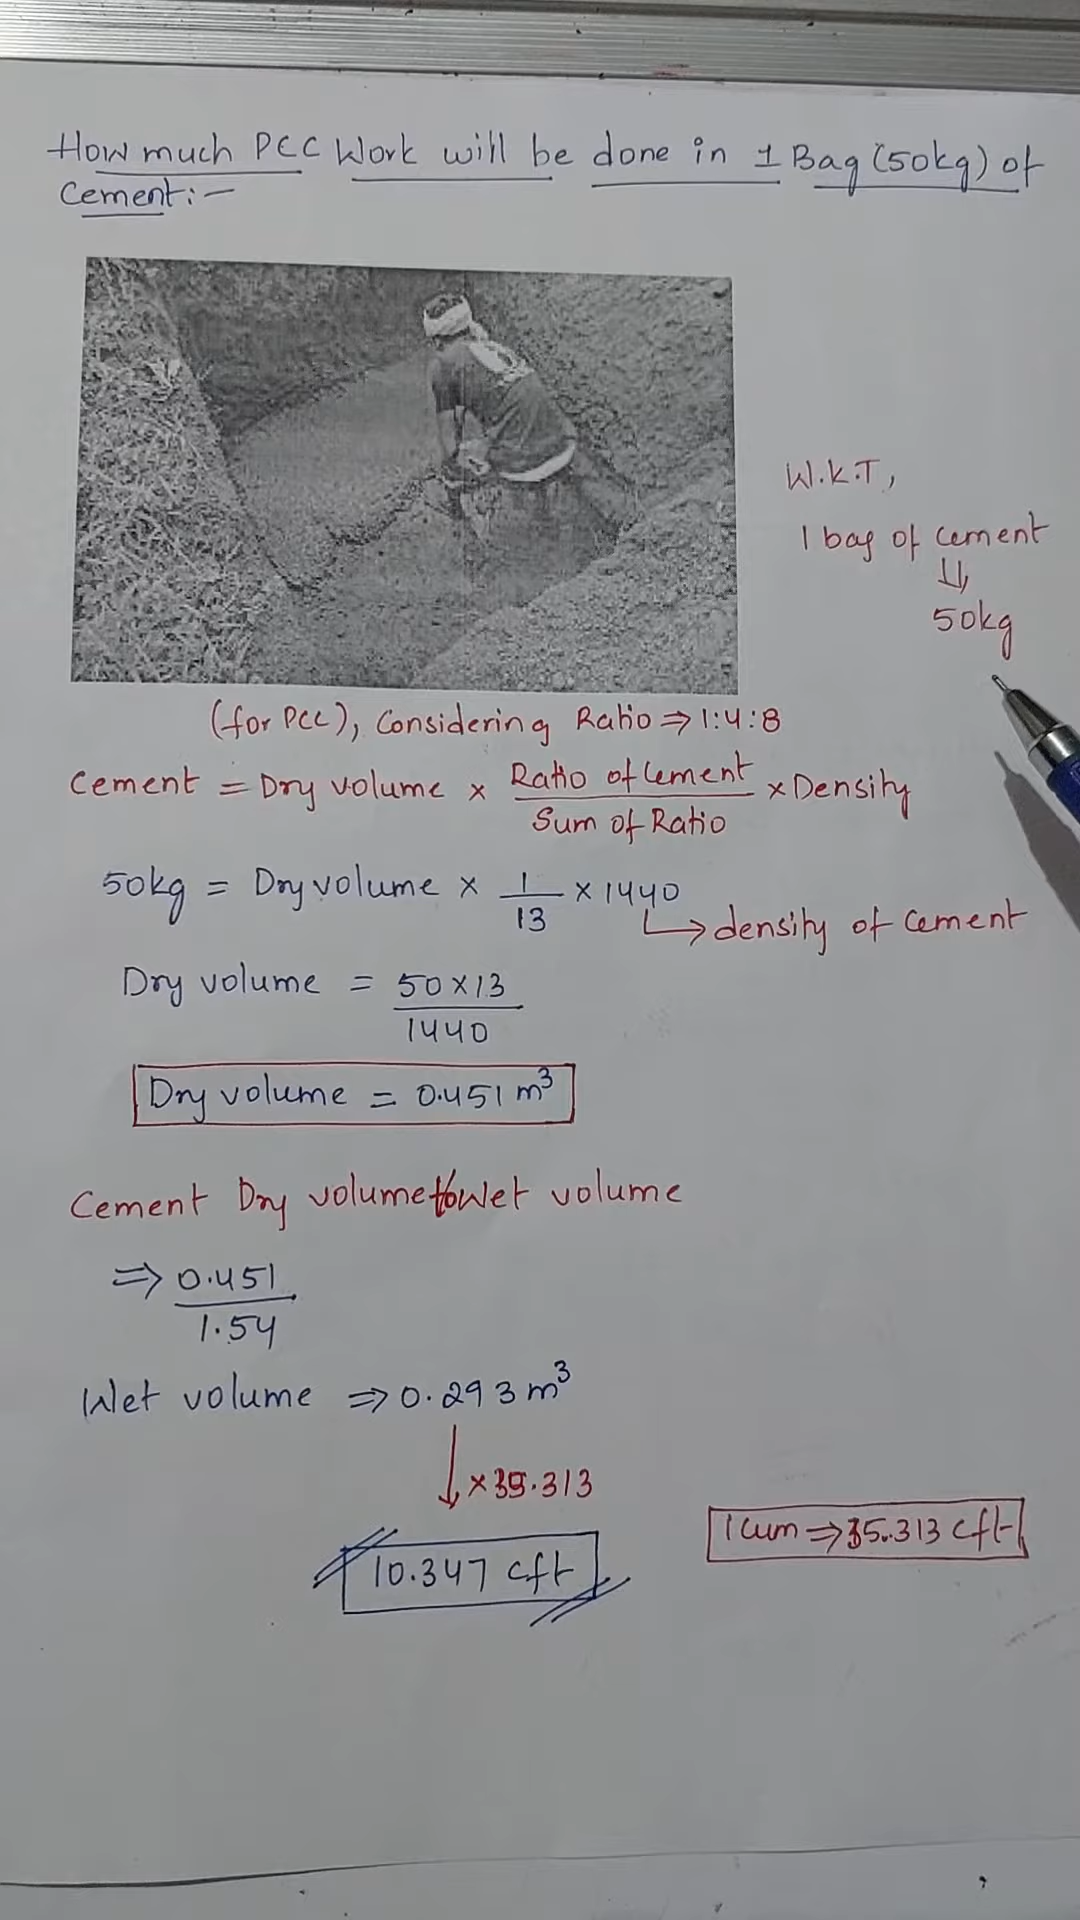 How much PCC Work will be done in 1 Bag (50kg) of
Cement:-
W.K.T,
1 bag of cement
⇓
50kg
(for PCC), Considering Ratio ⇒ 1:4:8
Cement = Dry volume × Ratio of Cement / Sum of Ratio × Density
50kg = Dry volume × 1/13 × 1440
↳ density of cement
Dry volume = 50×13 / 1440
Dry volume = 0.451 m³
Cement Dry volume to Wet volume
⇒ 0.451 / 1.54
Wet volume ⇒ 0.293 m³
↓ ×35.313
1 cum ⇒ 35.313 cft
10.347 cft